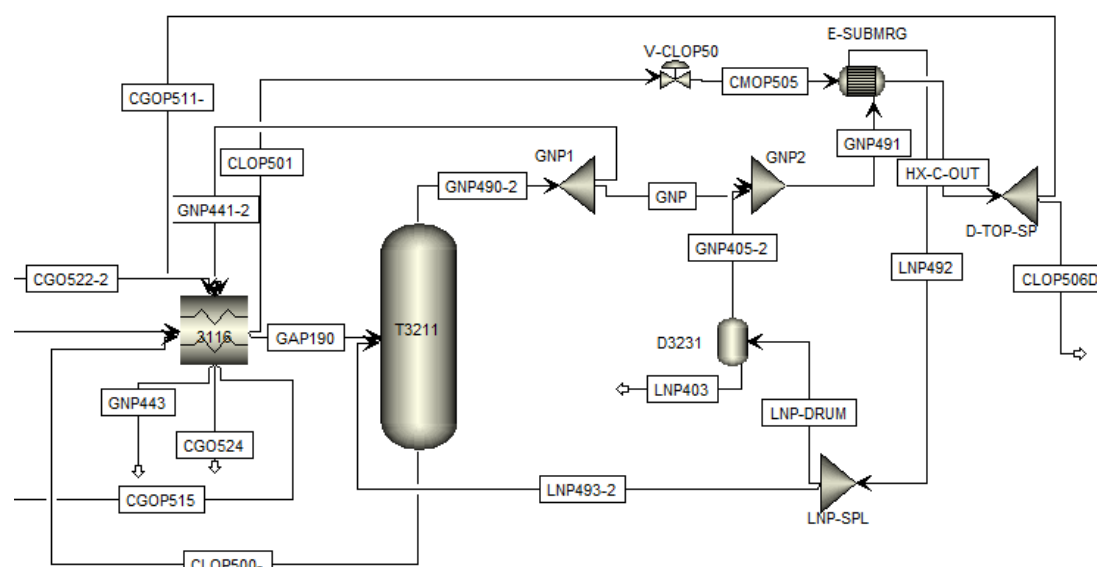 E-SUBMRG
V-CLOP50
CMOP505
CGOP511-
GNP491
CLOP501
GNP1
GNP2
HX-C-OUT
GNP490-2
GNP
GNP441-2
D-TOP-SP
GNP405-2
LNP492
CGO522-2
CLOP506D
3116
GAP190
T3211
D3231
LNP403
GNP443
LNP-DRUM
CGO524
CGOP515
LNP493-2
LNP-SPL
CLOP500-